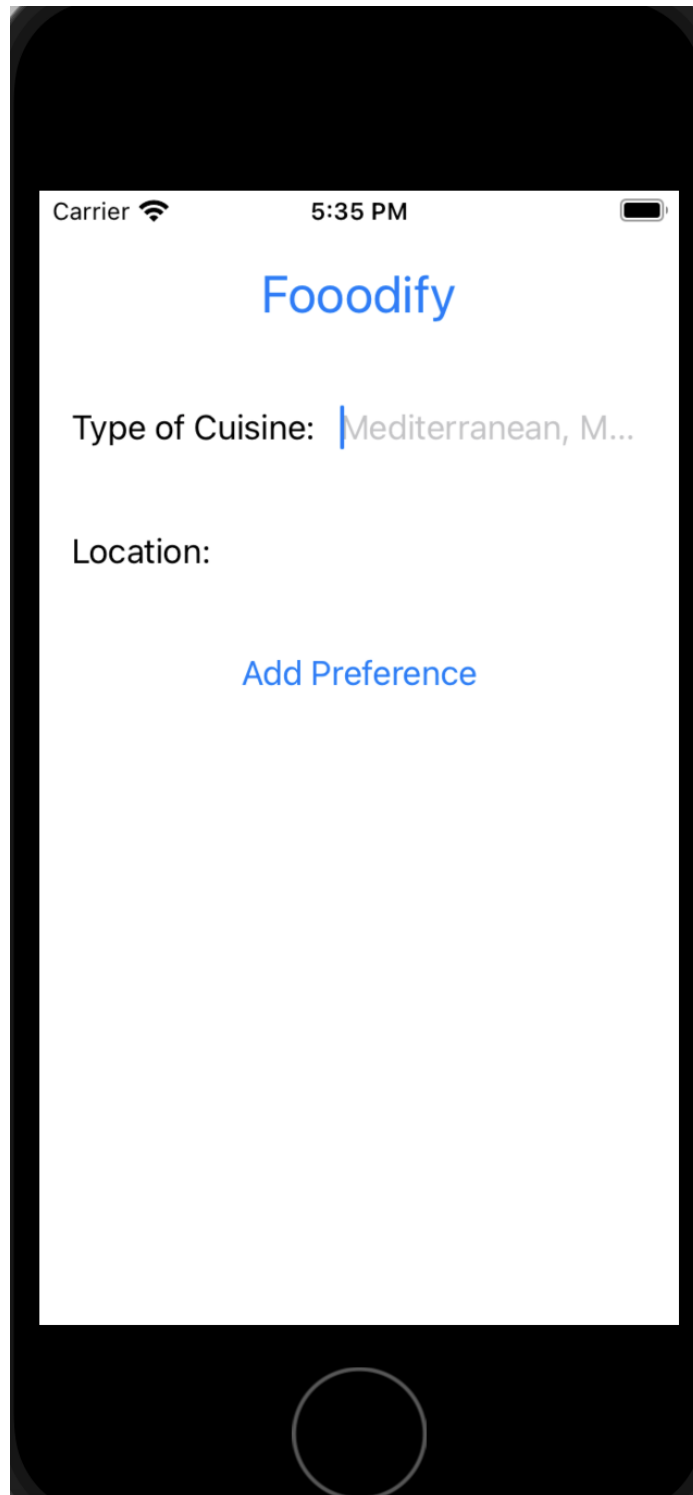 Carrier 5:35 PM
Fooodify
Type of Cuisine: Mediterranean, M...
Location:
Add Preference